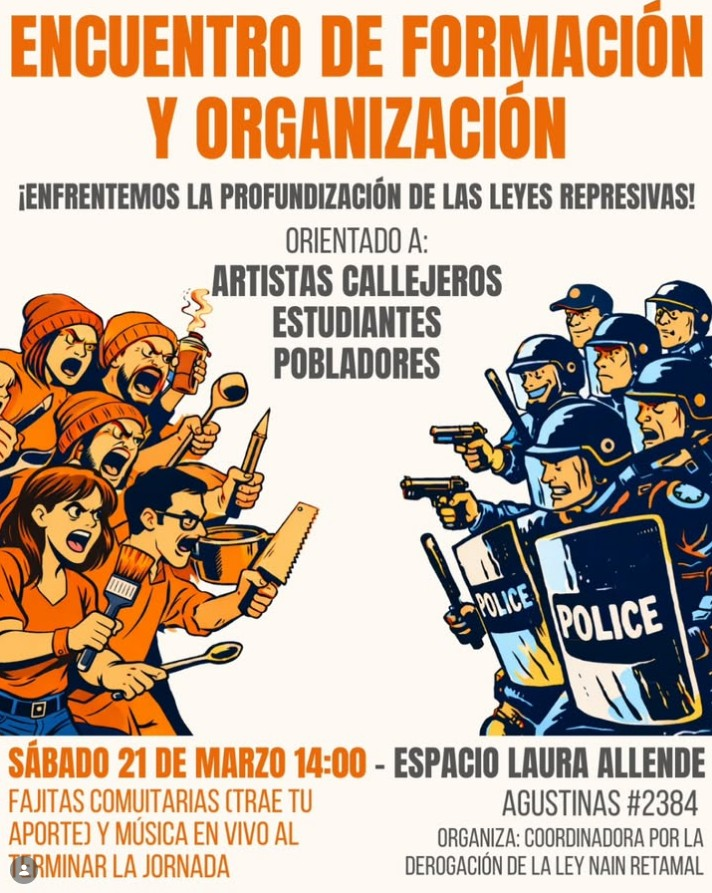 ENCUENTRO DE FORMACIÓN
Y ORGANIZACIÓN
¡ENFRENTEMOS LA PROFUNDIZACIÓN DE LAS LEYES REPRESIVAS!
ORIENTADO A:
ARTISTAS CALLEJEROS
ESTUDIANTES
POBLADORES
POLICE
POLICE
SÁBADO 21 DE MARZO 14:00 - ESPACIO LAURA ALLENDE
FAJITAS COMUITARIAS (TRAE TU
APORTE) Y MÚSICA EN VIVO AL
TERMINAR LA JORNADA
AGUSTINAS #2384
ORGANIZA: COORDINADORA POR LA
DEROGACIÓN DE LA LEY NAIN RETAMAL